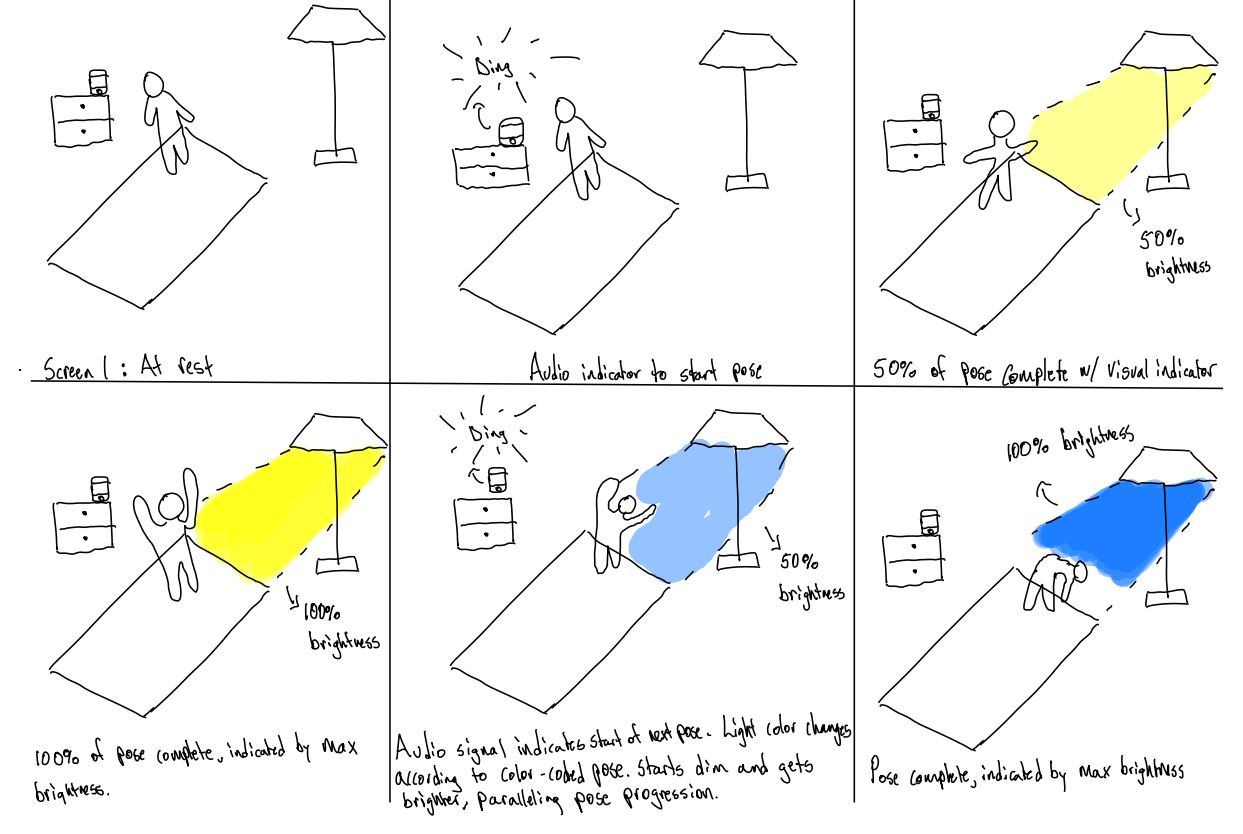 Ding
50%
brightness
Screen 1: At rest
Audio indicator to start pose
50% of pose complete w/ visual indicator
100%
brightness
Ding
50%
brightness
100% brightness
100% of pose complete, indicated by max
brightness.
Audio signal indicates start of next pose. Light color changes
according to color-coded pose. Starts dim and gets
brighter, paralleling pose progression.
Pose complete, indicated by max brightness